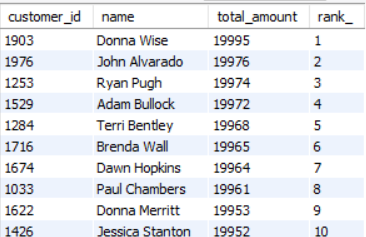 customer_id name total_amount rank_
1903 Donna Wise 19995 1
1976 John Alvarado 19976 2
1253 Ryan Pugh 19974 3
1529 Adam Bullock 19972 4
1284 Terri Bentley 19968 5
1716 Brenda Wall 19965 6
1674 Dawn Hopkins 19964 7
1033 Paul Chambers 19961 8
1622 Donna Merritt 19953 9
1426 Jessica Stanton 19952 10